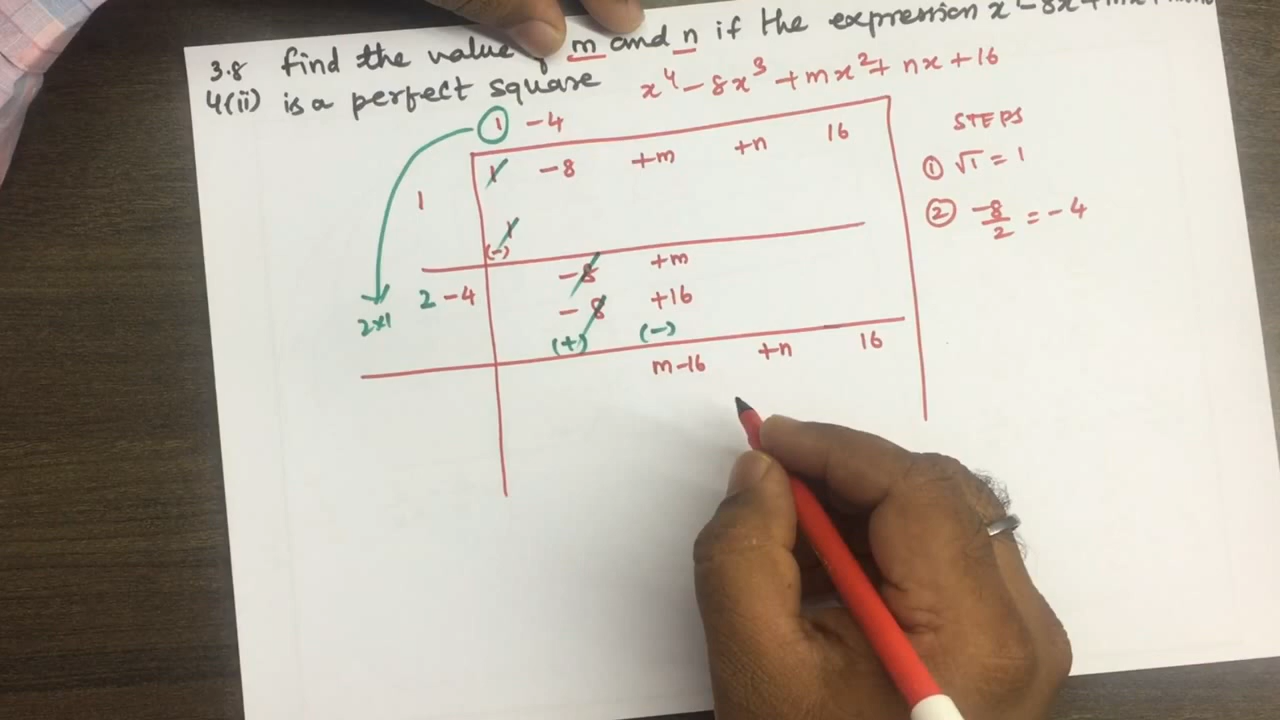 3.8 find the value of m and n if the expression x - 8x
4(ii) is a perfect square x⁴ - 8x³ + mx² + nx + 16
1 -4
1 -8 +m +n 16
1
1
(-)
-8 +m
2 -4 -8 +16
2×1 (+) (-)
m-16 +n 16
STEPS
① √1 = 1
② -8/2 = -4